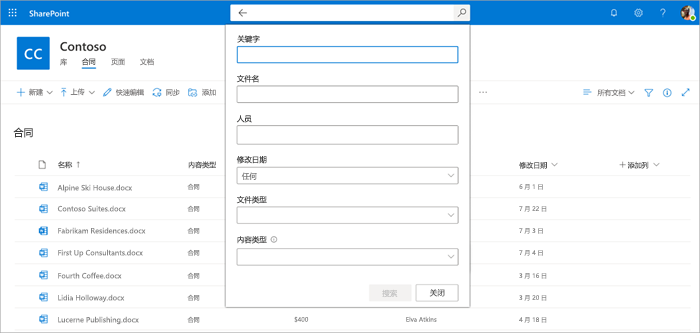 SharePoint
CC
Contoso
库 合同 页面 文档
新建 上传 快速编辑 同步 添加 ... 所有文档
合同
名称 ↑ 内容类型 修改日期 + 添加列
Alpine Ski House.docx 合同 6 月 1 日
Contoso Suites.docx 合同 7 月 22 日
Fabrikam Residences.docx 合同 7 月 3 日
First Up Consultants.docx 合同 7 月 4 日
Fourth Coffee.docx 合同 3 月 16 日
Lidia Holloway.docx 合同 3 月 20 日
Lucerne Publishing.docx 合同 $400 Elva Atkins 4 月 18 日
关键字
文件名
人员
修改日期
任何
文件类型
内容类型
搜索 关闭